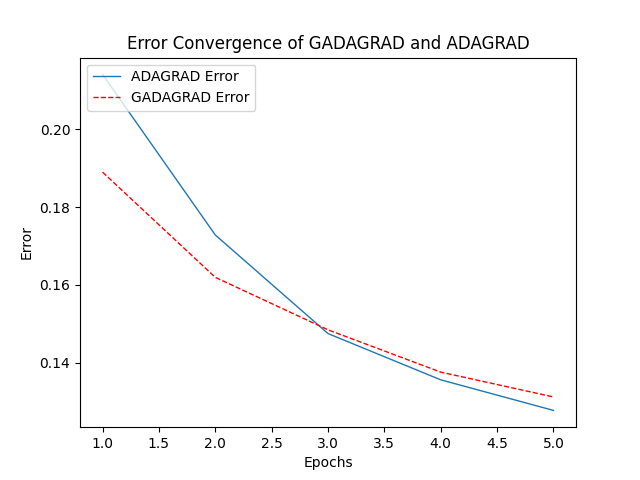 Error Convergence of GADAGRAD and ADAGRAD
ADAGRAD Error
GADAGRAD Error
0.20
0.18
0.16
0.14
Error
1.0 1.5 2.0 2.5 3.0 3.5 4.0 4.5 5.0
Epochs